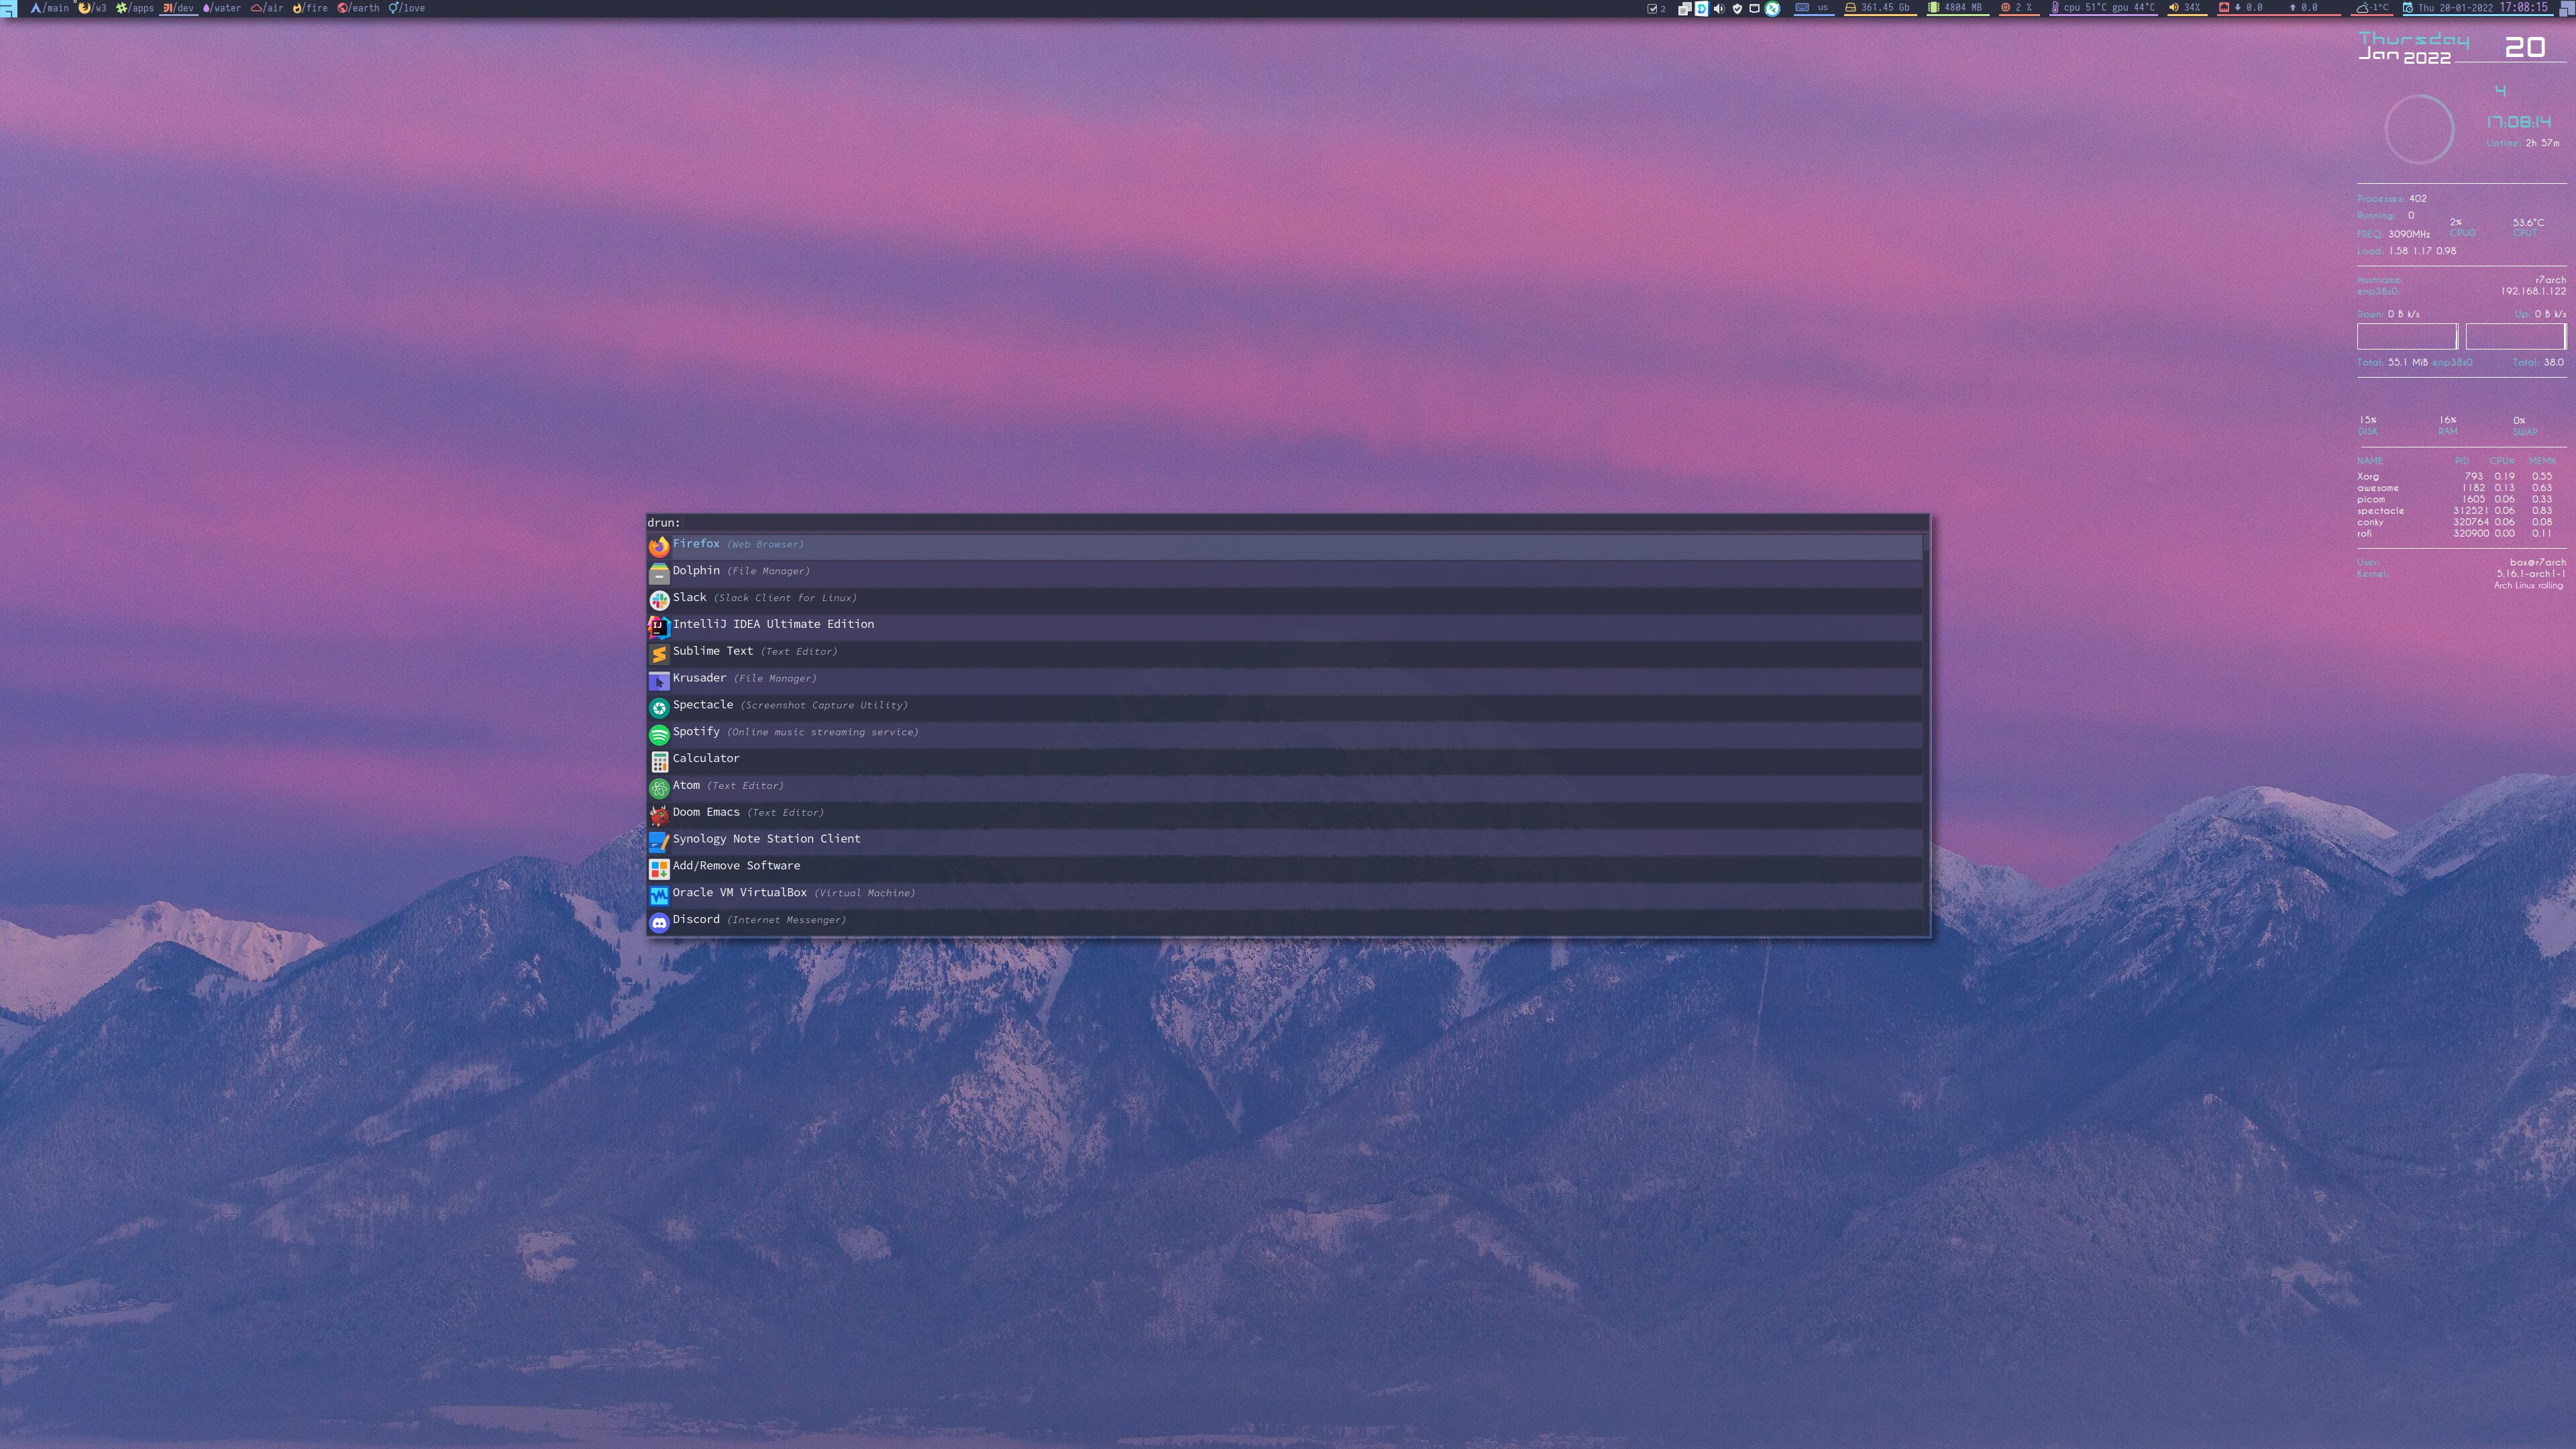 /main /w3 /apps /dev /water /air /fire /earth /love
2 us 361.45 Gb 4804 MB 2 % cpu 51°C gpu 44°C 34% 0.0 0.0 -1°C Thu 20-01-2022 17:08:15
Thursday 20
Jan 2022
4
17:08:14
Uptime: 2h 57m
Processes: 402
Running: 0
2% 53.6°C
FREQ: 3090MHz CPU0 CPUT
Load: 1.58 1.17 0.98
Hostname: r7arch
enp38s0: 192.168.1.122
Down: 0 B k/s Up: 0 B k/s
Total: 55.1 MiB enp38s0 Total: 38.0
15% 16% 0%
DISK RAM SWAP
NAME PID CPU% MEM%
Xorg 793 0.19 0.55
awesome 1182 0.13 0.63
picom 1605 0.06 0.33
spectacle 312521 0.06 0.83
conky 320764 0.06 0.08
rofi 320900 0.00 0.11
User: box@r7arch
Kernel: 5.16.1-arch1-1
Arch Linux rolling
drun:
Firefox (Web Browser)
Dolphin (File Manager)
Slack (Slack Client for Linux)
IntelliJ IDEA Ultimate Edition
Sublime Text (Text Editor)
Krusader (File Manager)
Spectacle (Screenshot Capture Utility)
Spotify (Online music streaming service)
Calculator
Atom (Text Editor)
Doom Emacs (Text Editor)
Synology Note Station Client
Add/Remove Software
Oracle VM VirtualBox (Virtual Machine)
Discord (Internet Messenger)